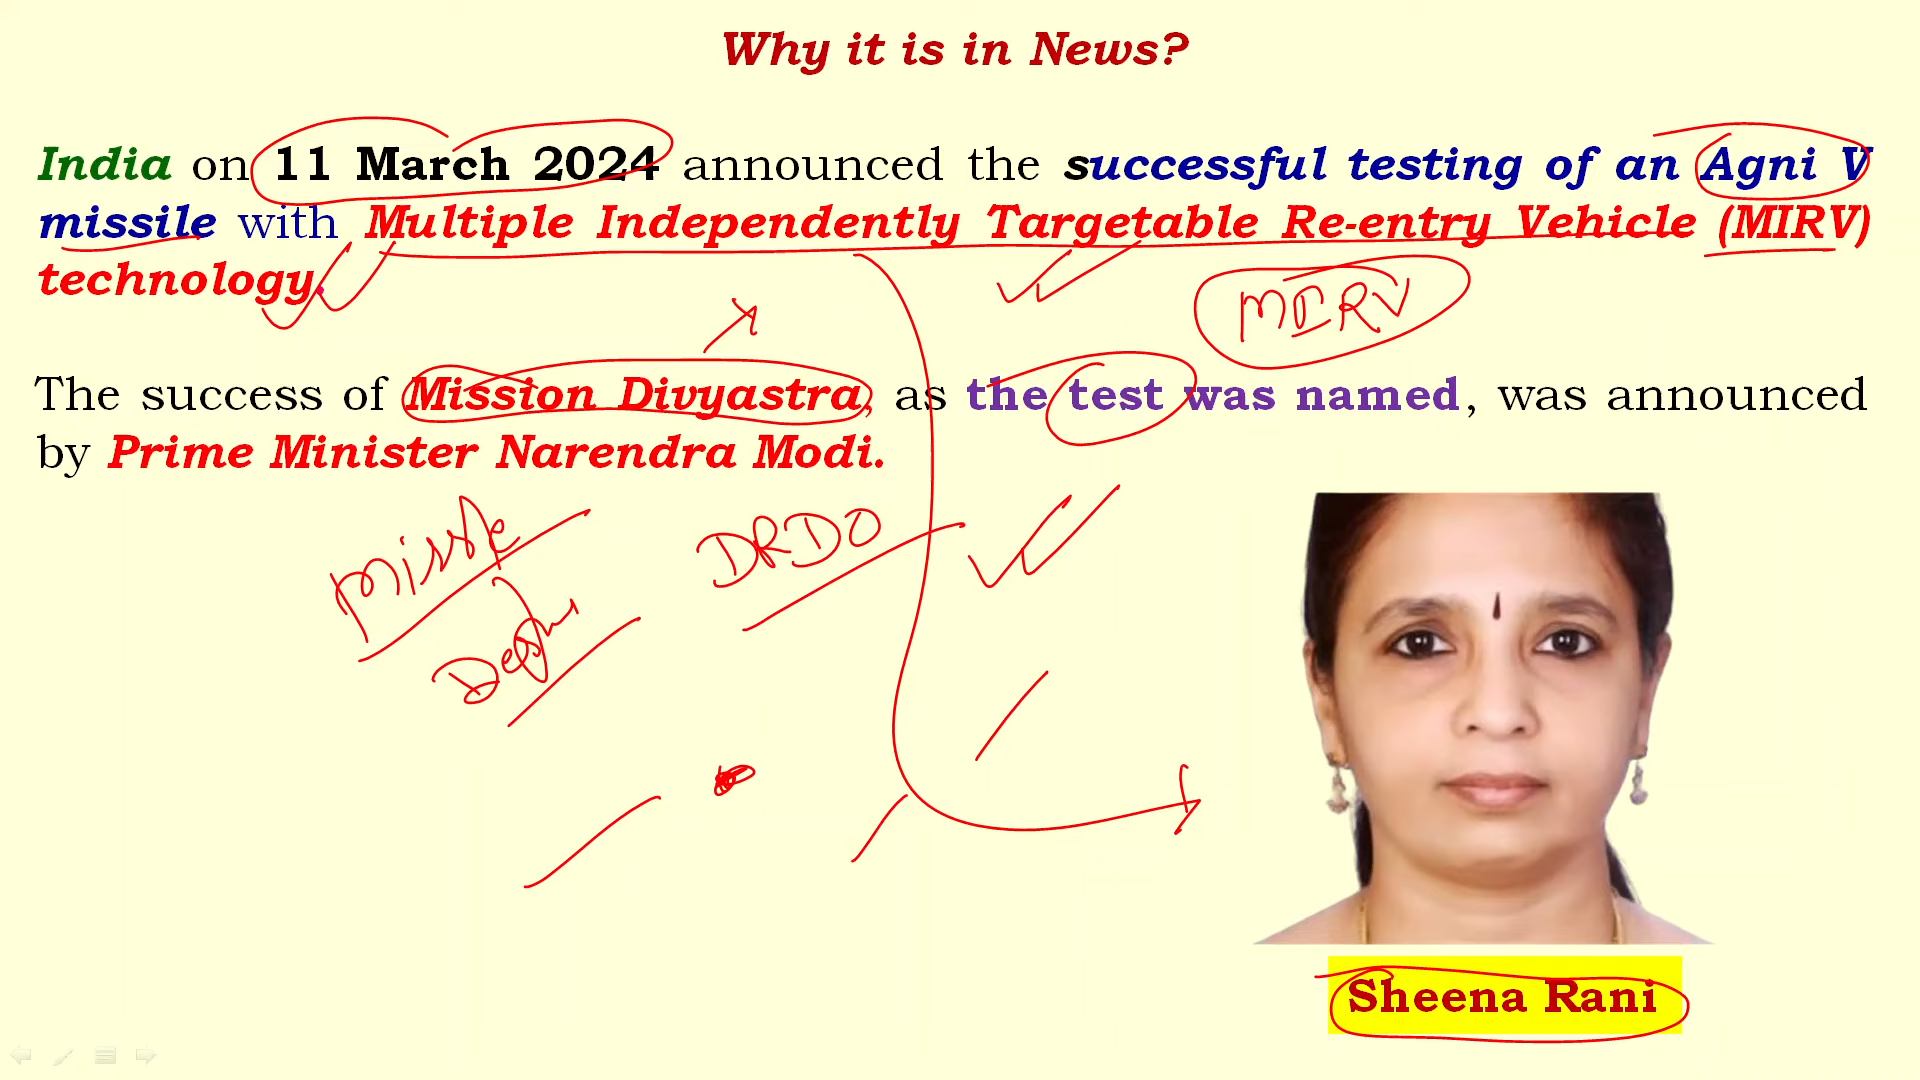 Why it is in News?
India on 11 March 2024 announced the successful testing of an Agni V
missile with Multiple Independently Targetable Re-entry Vehicle (MIRV)
technology.
MIRV
The success of Mission Divyastra, as the test was named, was announced
by Prime Minister Narendra Modi.
DRDO
Sheena Rani